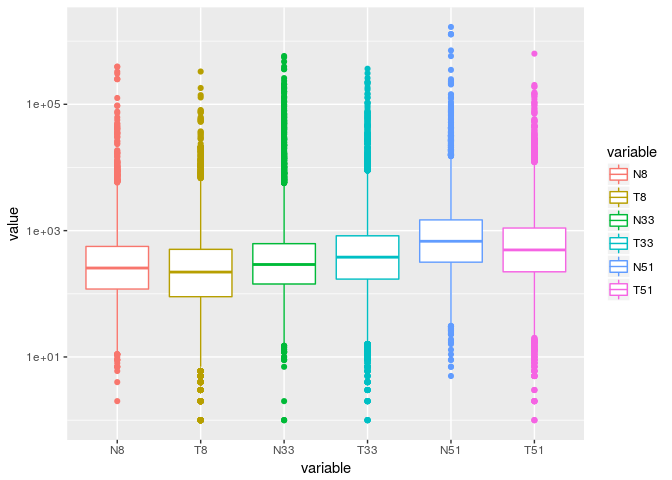 value
1e+05
1e+03
1e+01
N8 T8 N33 T33 N51 T51
variable
variable
N8
T8
N33
T33
N51
T51